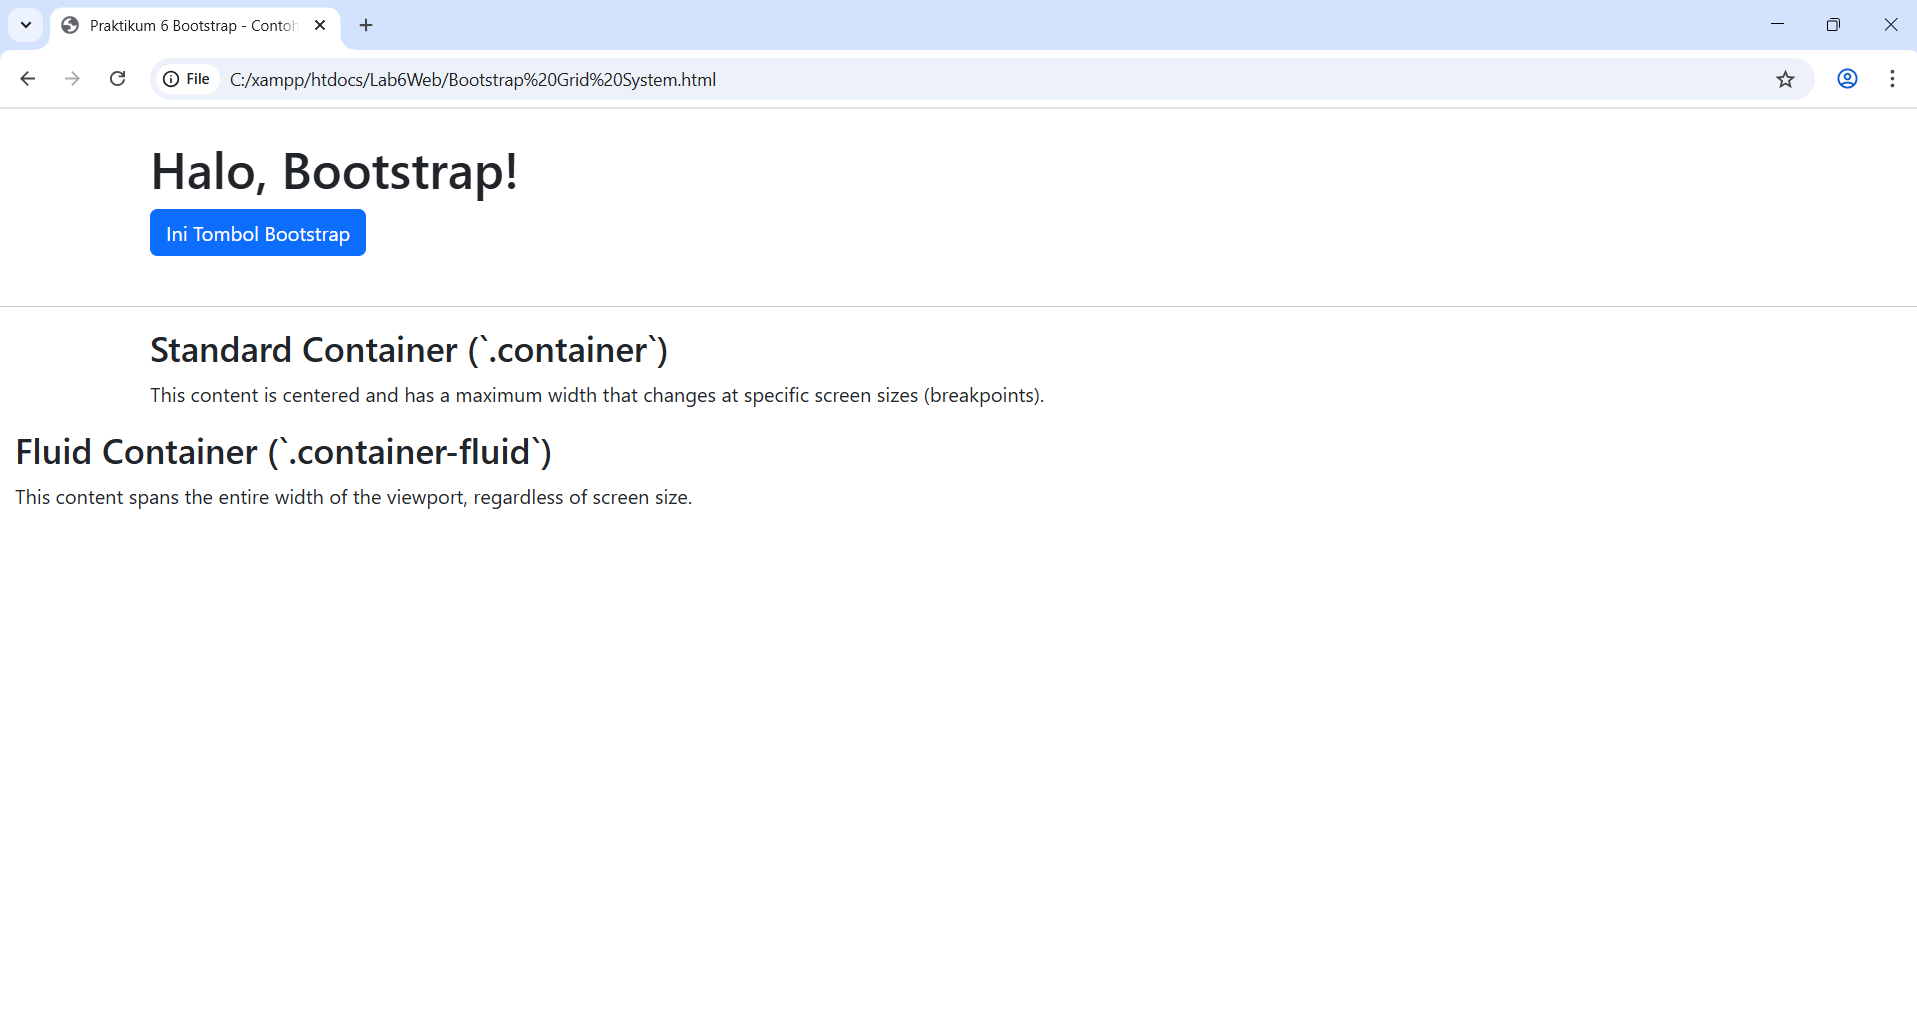 Praktikum 6 Bootstrap - Contoh
File
C:/xampp/htdocs/Lab6Web/Bootstrap%20Grid%20System.html
Halo, Bootstrap!
Ini Tombol Bootstrap
Standard Container (`.container`)
This content is centered and has a maximum width that changes at specific screen sizes (breakpoints).
Fluid Container (`.container-fluid`)
This content spans the entire width of the viewport, regardless of screen size.